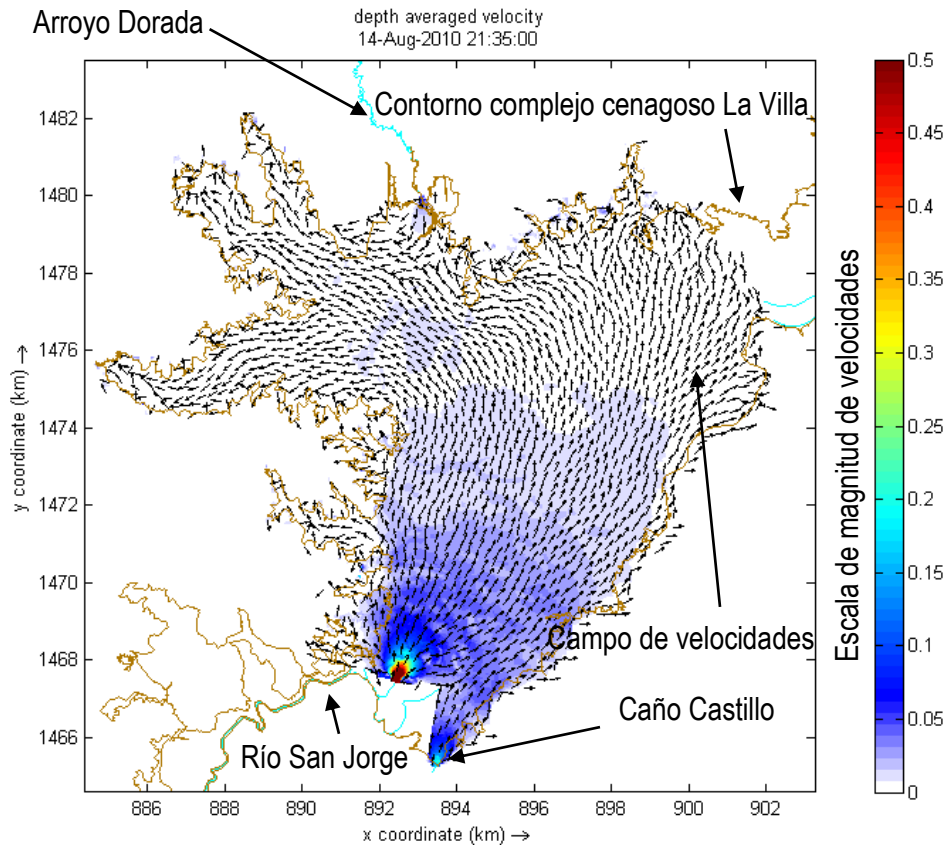 depth averaged velocity
14-Aug-2010 21:35:00
Arroyo Dorada
Contorno complejo cenagoso La Villa
Campo de velocidades
Caño Castillo
Río San Jorge
y coordinate (km) →
1482
1480
1478
1476
1474
1472
1470
1468
1466
886
888
890
892
894
896
898
900
902
x coordinate (km) →
Escala de magnitud de velocidades
0.5
0.45
0.4
0.35
0.3
0.25
0.2
0.15
0.1
0.05
0